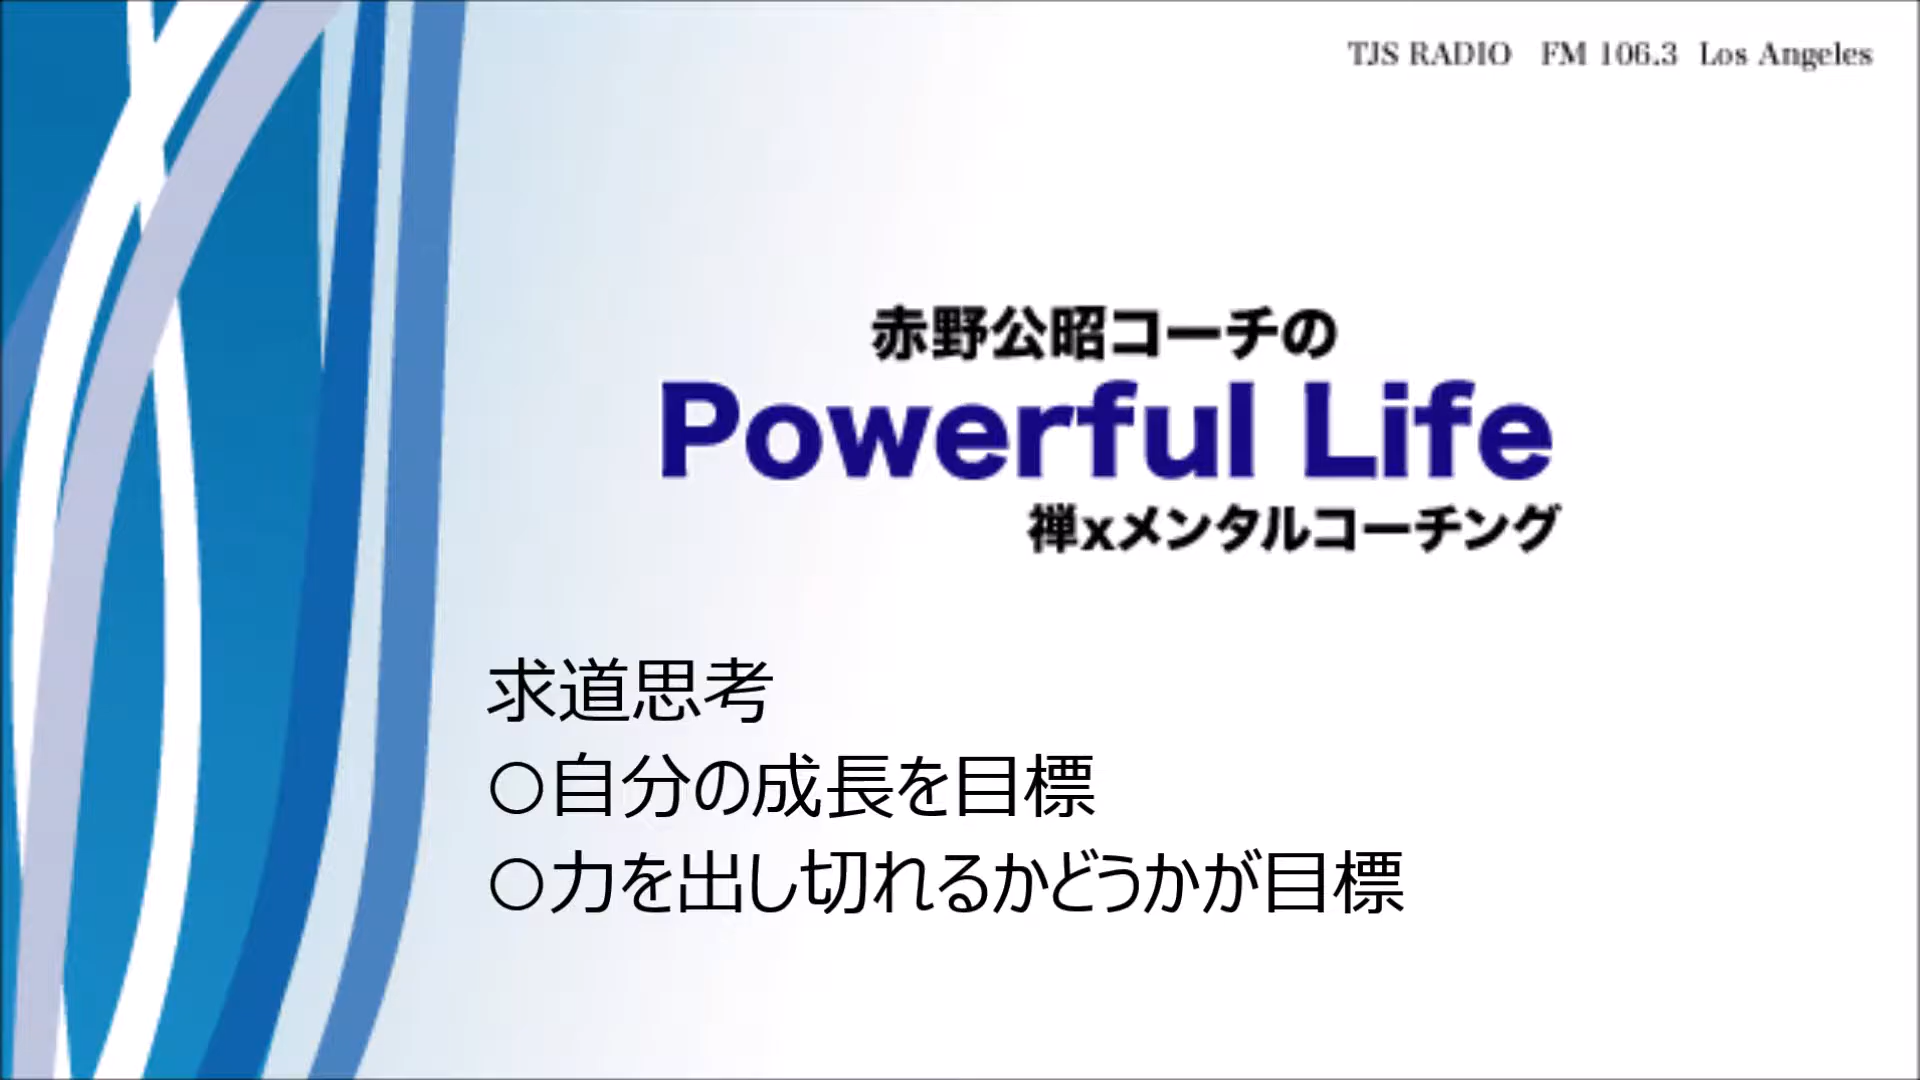 TJS RADIO FM 106.3 Los Angeles
赤野公昭コーチの
Powerful Life
禅xメンタルコーチング
求道思考
○自分の成長を目標
○力を出し切れるかどうかが目標